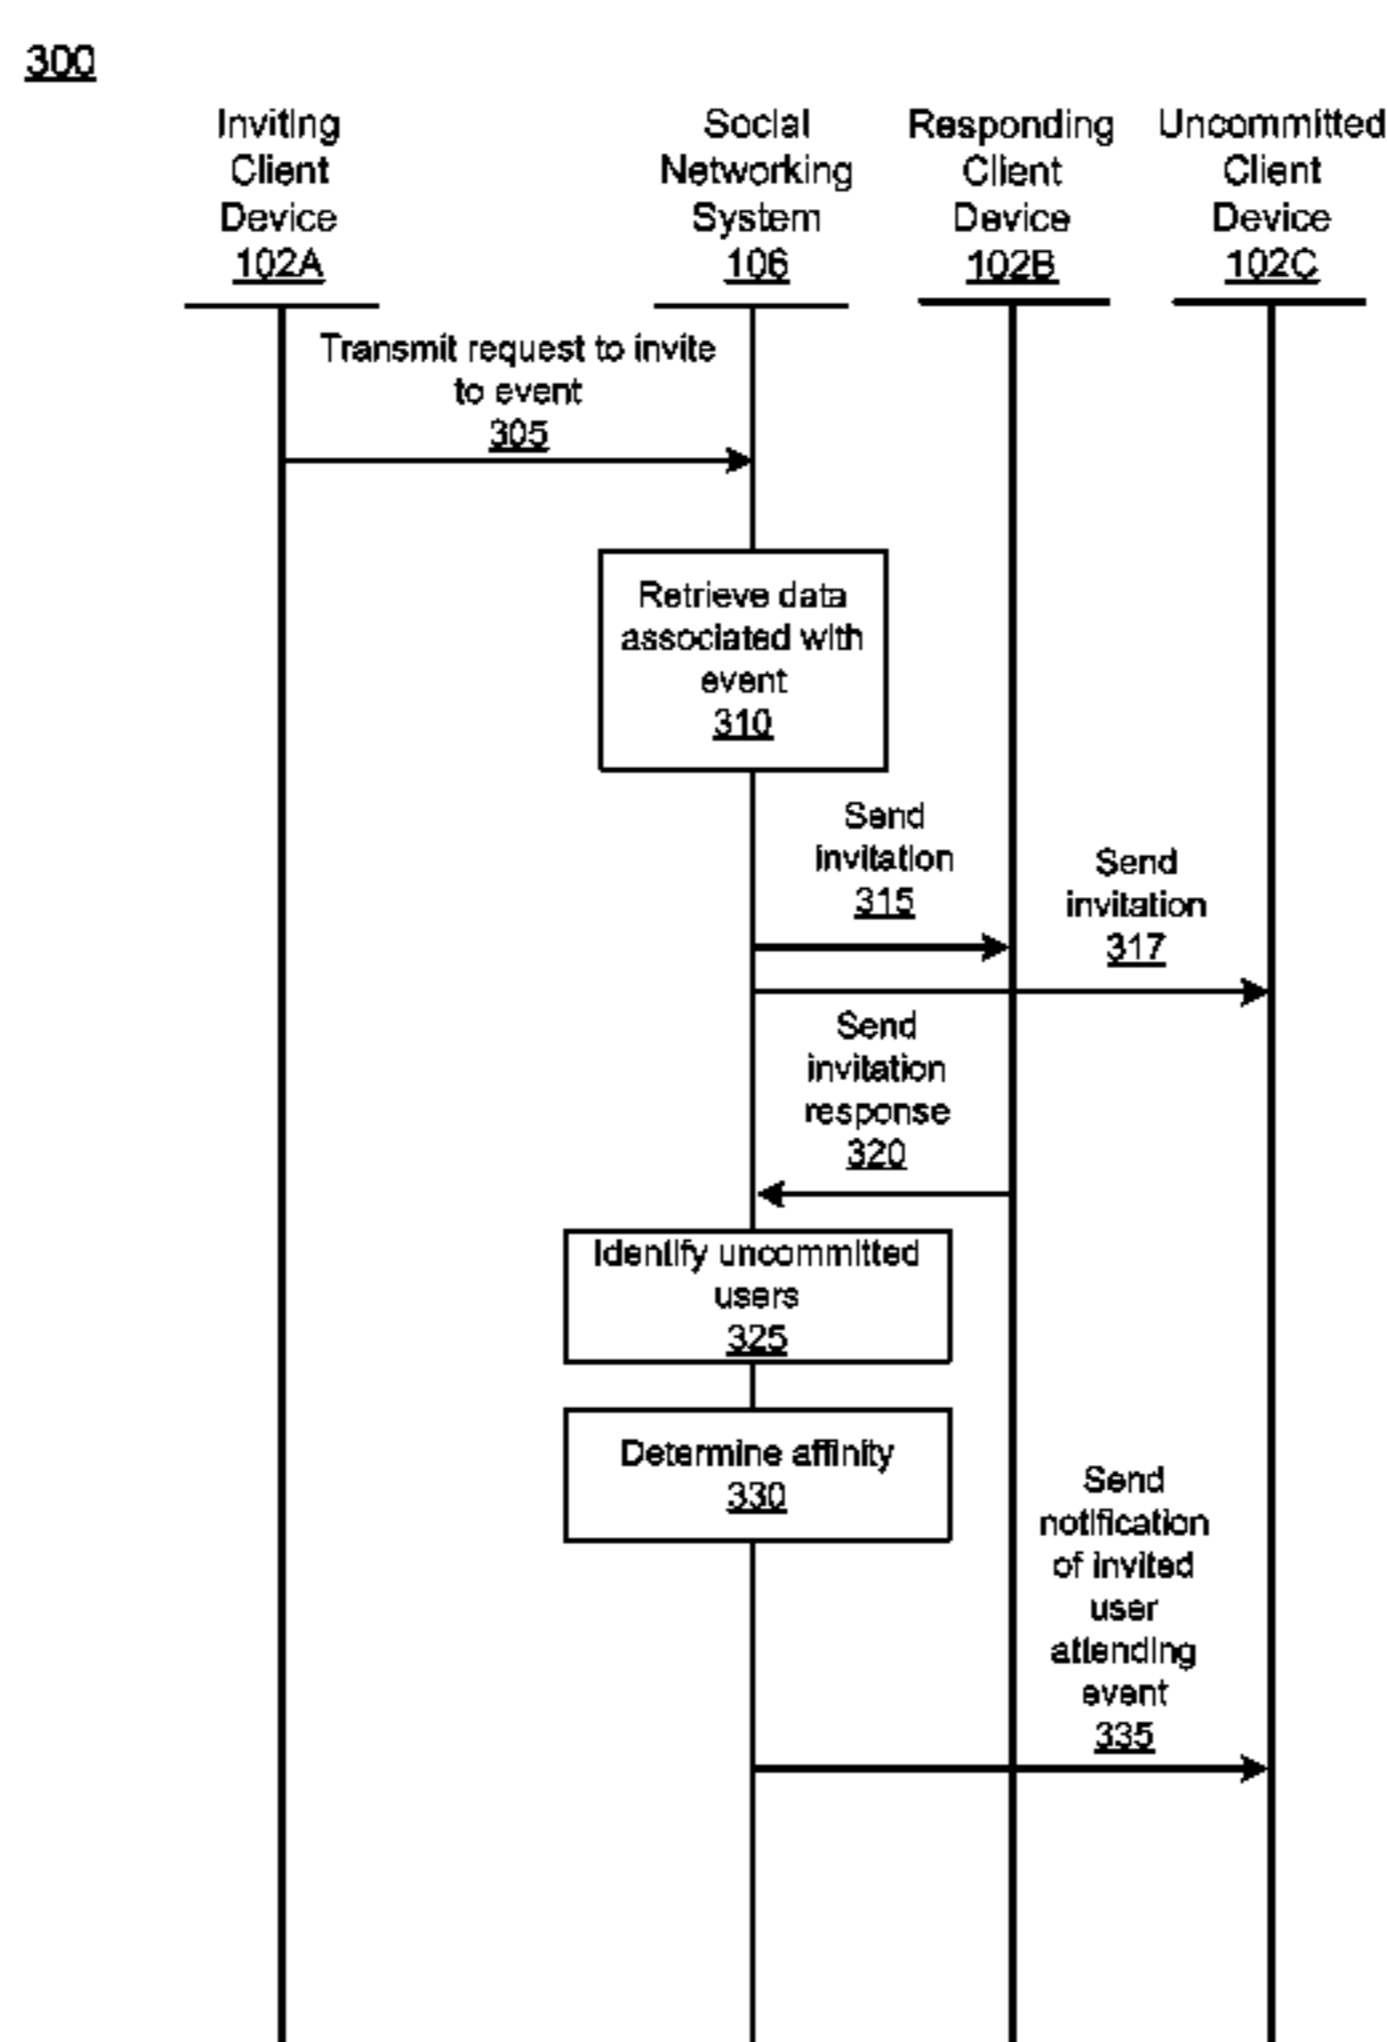 300
Inviting
Client
Device
102A
Social
Networking
System
106
Responding
Client
Device
102B
Uncommitted
Client
Device
102C
Transmit request to invite
to event
305
Retrieve data
associated with
event
310
Send
invitation
315
Send
invitation
317
Send
invitation
response
320
Identify uncommitted
users
325
Determine affinity
330
Send
notification
of invited
user
attending
event
335